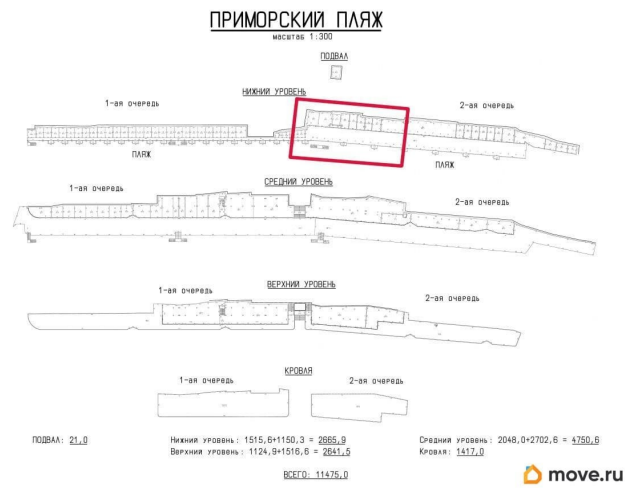 ПРИМОРСКИЙ ПЛЯЖ
масштаб 1:300
ПОДВАЛ
НИЖНИЙ УРОВЕНЬ
1-ая очередь
2-ая очередь
ПЛЯЖ
ПЛЯЖ
СРЕДНИЙ УРОВЕНЬ
1-ая очередь
2-ая очередь
ВЕРХНИЙ УРОВЕНЬ
1-ая очередь
2-ая очередь
КРОВЛЯ
1-ая очередь
2-ая очередь
ПОДВАЛ: 21,0
Нижний уровень: 1515,6+1150,3 = 2665,9
Средний уровень: 2048,0+2702,6 = 4750,6
Верхний уровень: 1124,9+1516,6 = 2641,5
Кровля: 1417,0
ВСЕГО: 11475,0
move.ru